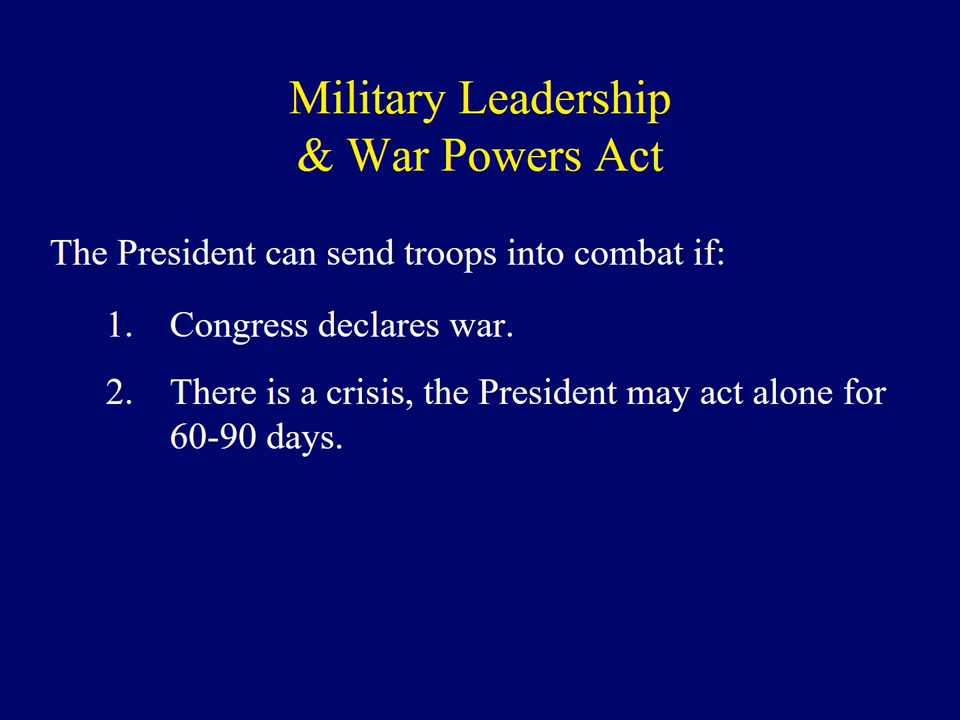 Military Leadership
& War Powers Act
The President can send troops into combat if:
1. Congress declares war.
2. There is a crisis, the President may act alone for
60-90 days.